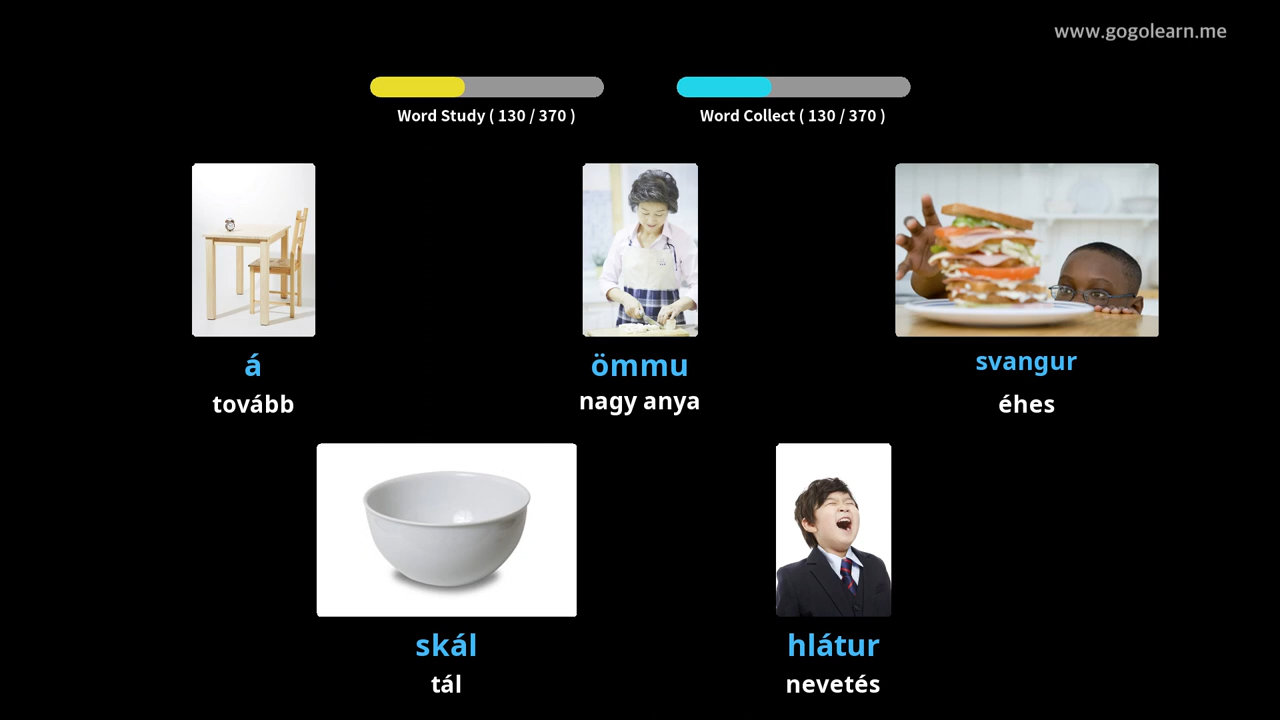 www.gogolearn.me
Word Study ( 130 / 370 )
Word Collect ( 130 / 370 )
á
tovább
ömmu
nagy anya
svangur
éhes
skál
tál
hlátur
nevetés